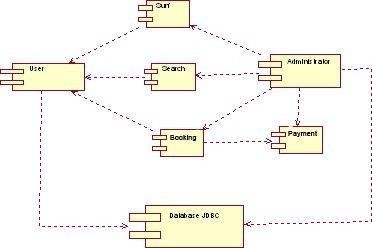 Surf
User
Search
Administrator
Booking
Payment
Database JDBC